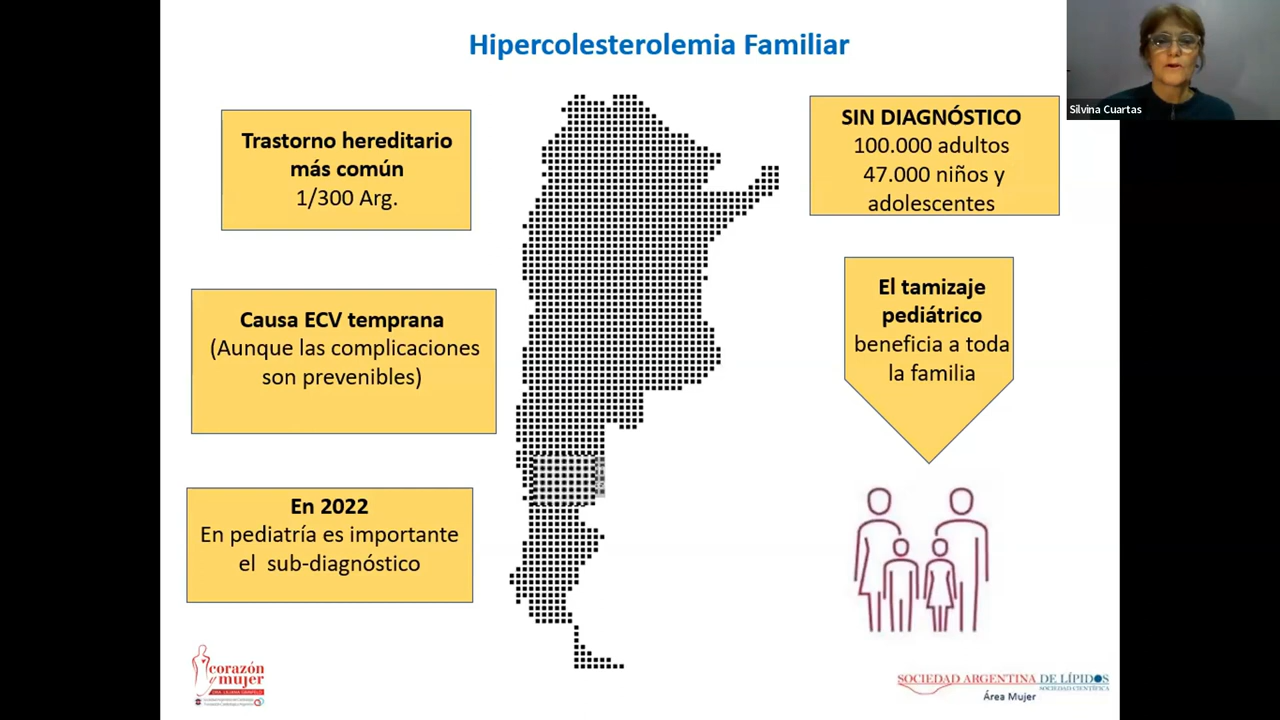 Hipercolesterolemia Familiar
Silvina Cuartas
Trastorno hereditario
más común
1/300 Arg.
SIN DIAGNÓSTICO
100.000 adultos
47.000 niños y
adolescentes
Causa ECV temprana
(Aunque las complicaciones
son prevenibles)
El tamizaje
pediátrico
beneficia a toda
la familia
En 2022
En pediatría es importante
el  sub-diagnóstico
corazón
y mujer
SOCIEDAD ARGENTINA DE LÍPIDOS
SOCIEDAD CIENTÍFICA
Área Mujer